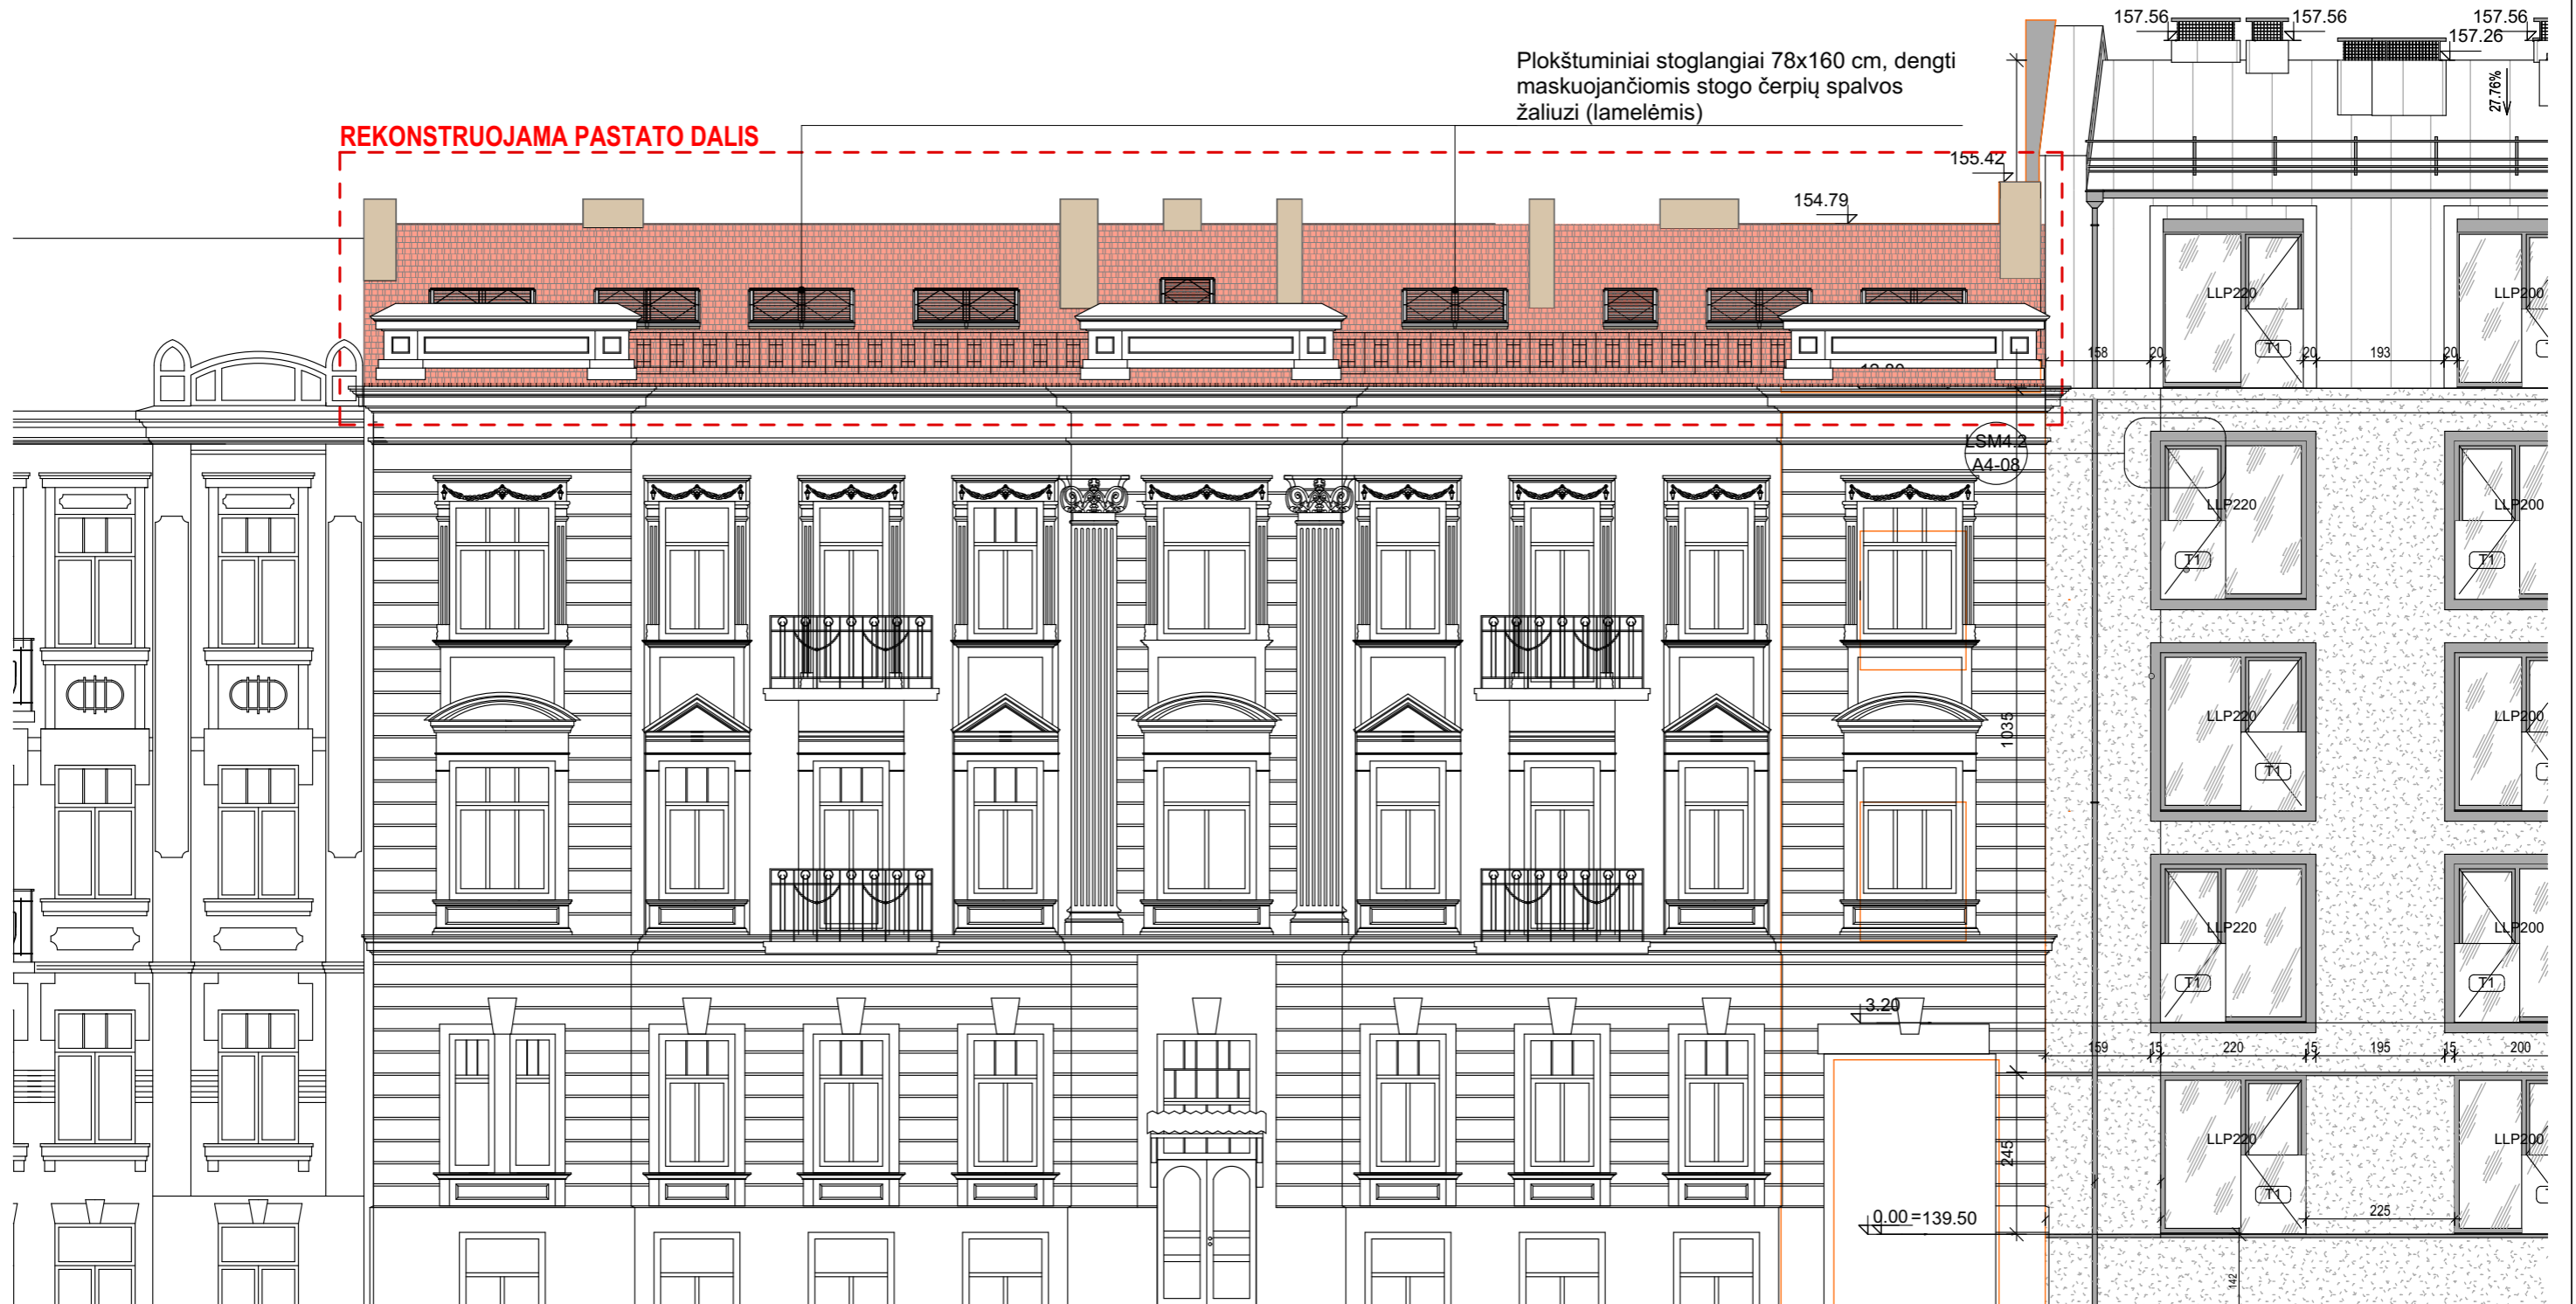 157.56
157.56
157.56
157.26
27.76%
Plokštuminiai stoglangiai 78x160 cm, dengti
maskuojančiomis stogo čerpių spalvos
žaliuzi (lamelėmis)
REKONSTRUOJAMA PASTATO DALIS
155.42
154.79
LLP220
LLP200
T1
158
20
20
193
20
LSM4.2
A4-08
LLP220
LLP200
T1
T1
1035
LLP220
LLP200
T1
LLP220
LLP200
T1
T1
3.20
159
15
220
15
195
15
200
245
LLP220
LLP200
T1
0.00=139.50
225
142